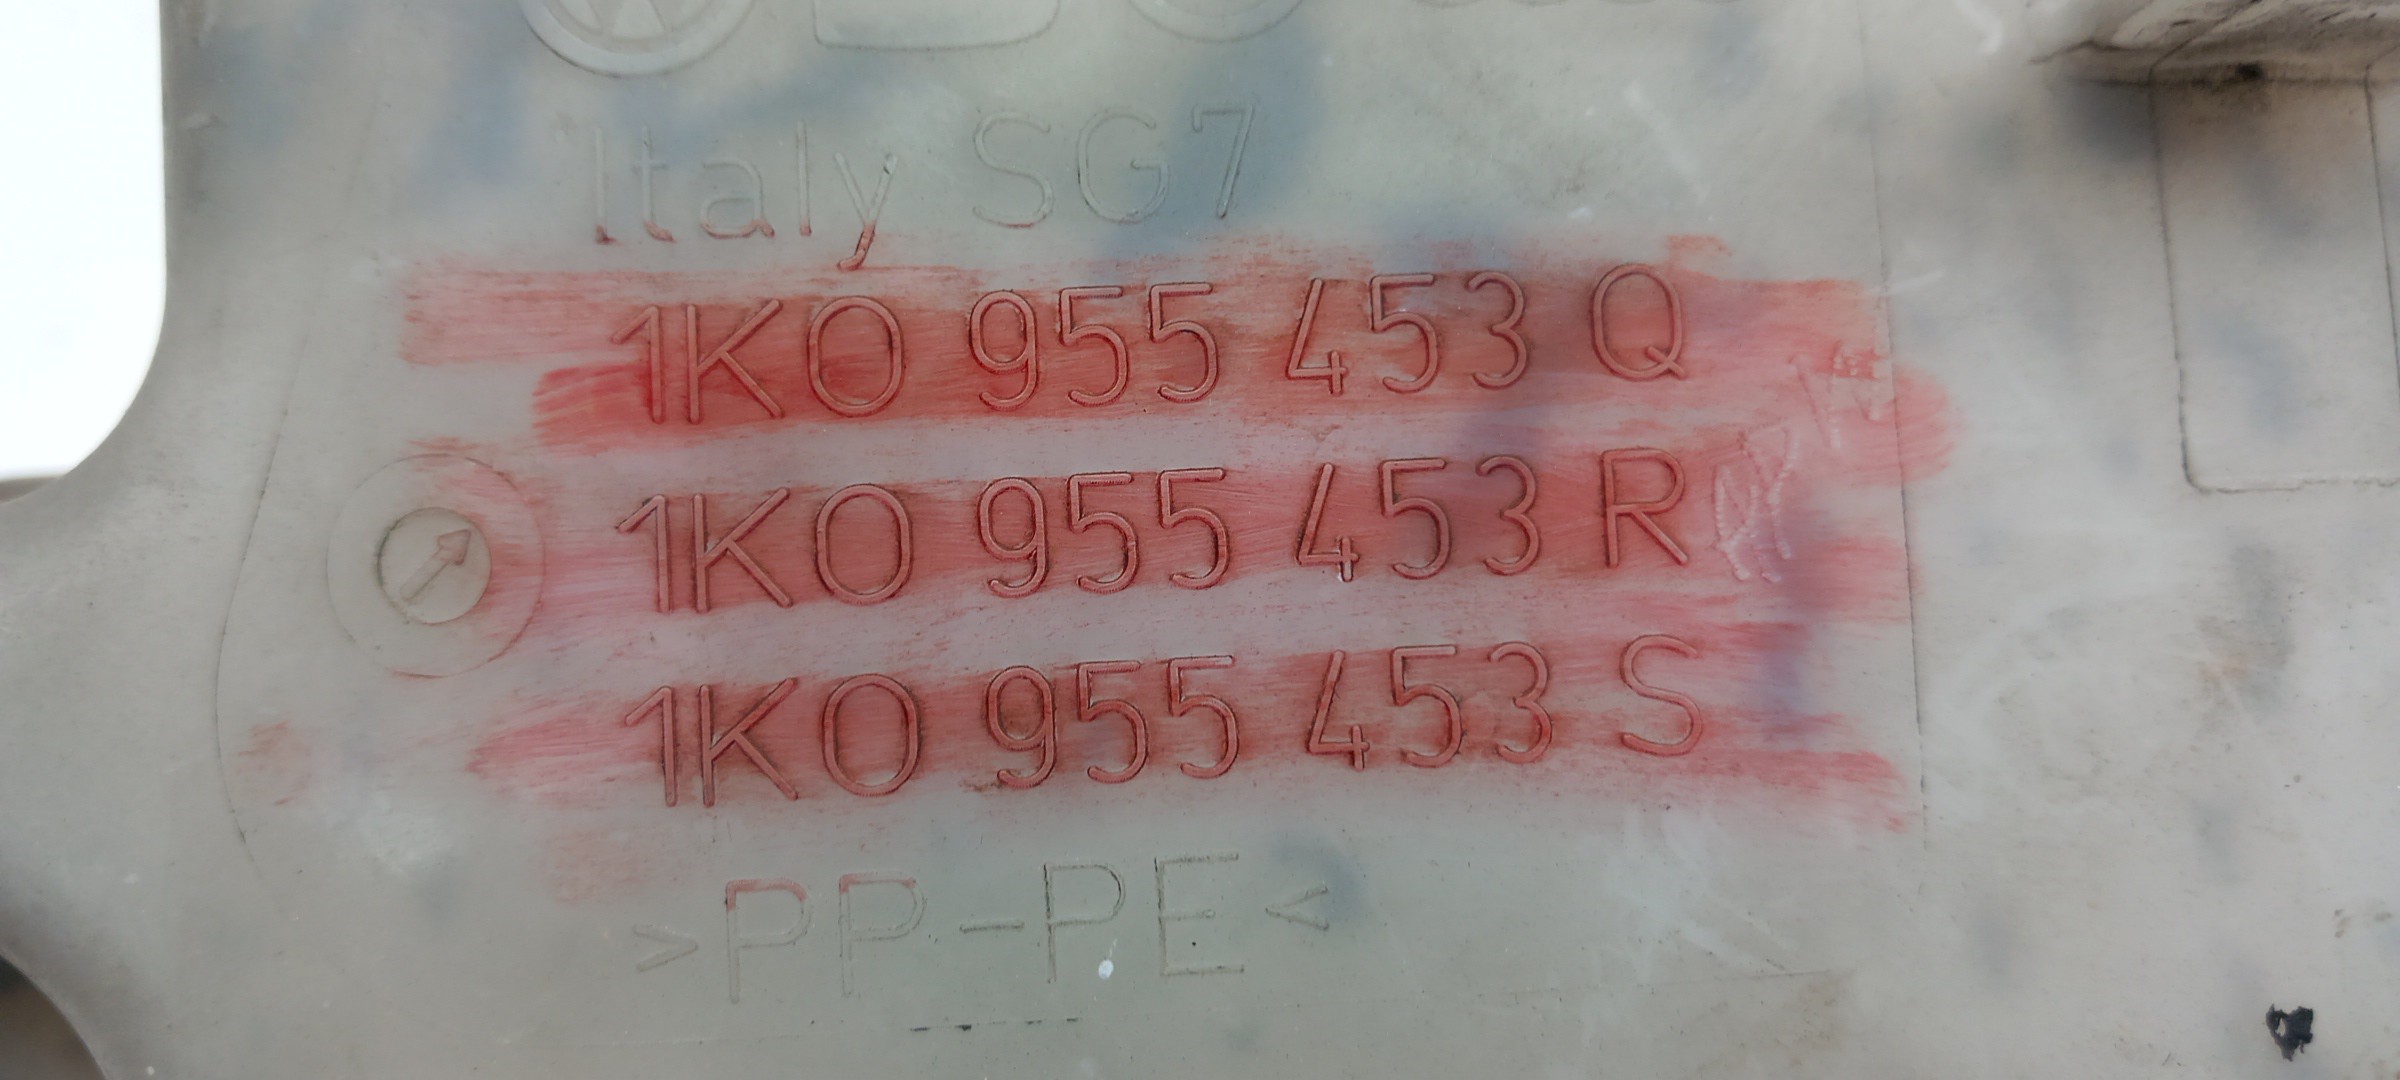 Italy SG7
1K0 955 453 Q
1K0 955 453 R
1K0 955 453 S
>PP-PE<